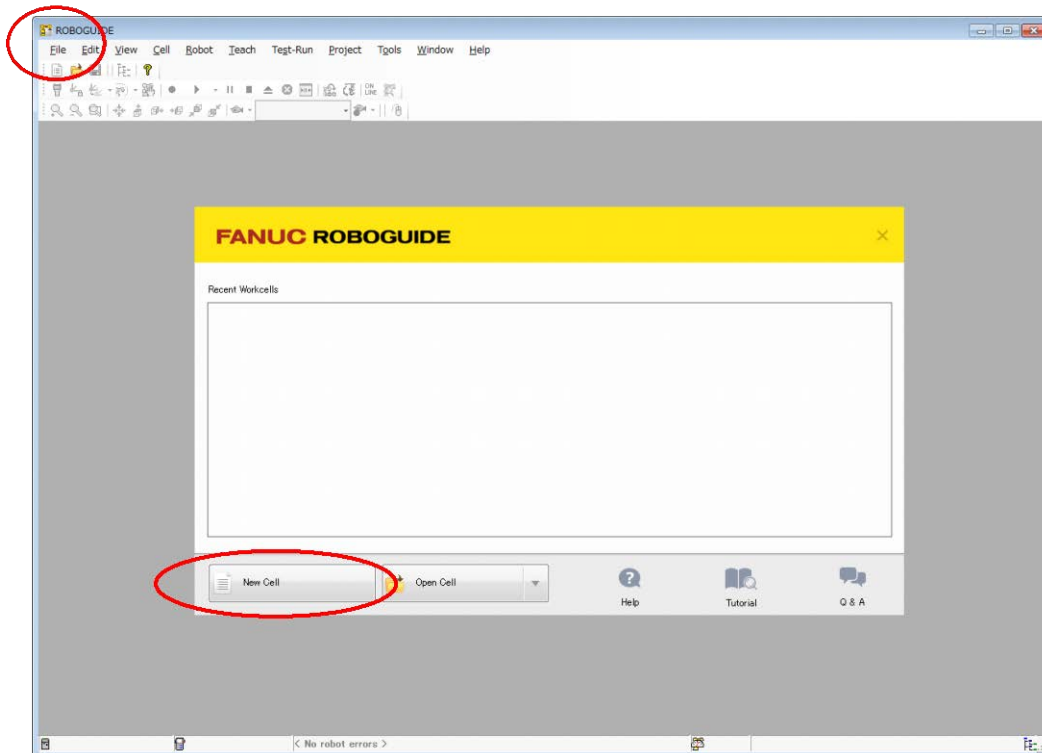 ROBOGUIDE
File Edit View Cell Robot Teach Test-Run Project Tools Window Help
FANUC ROBOGUIDE
Recent Workcells
New Cell
Open Cell
Help
Tutorial
Q & A
< No robot errors >